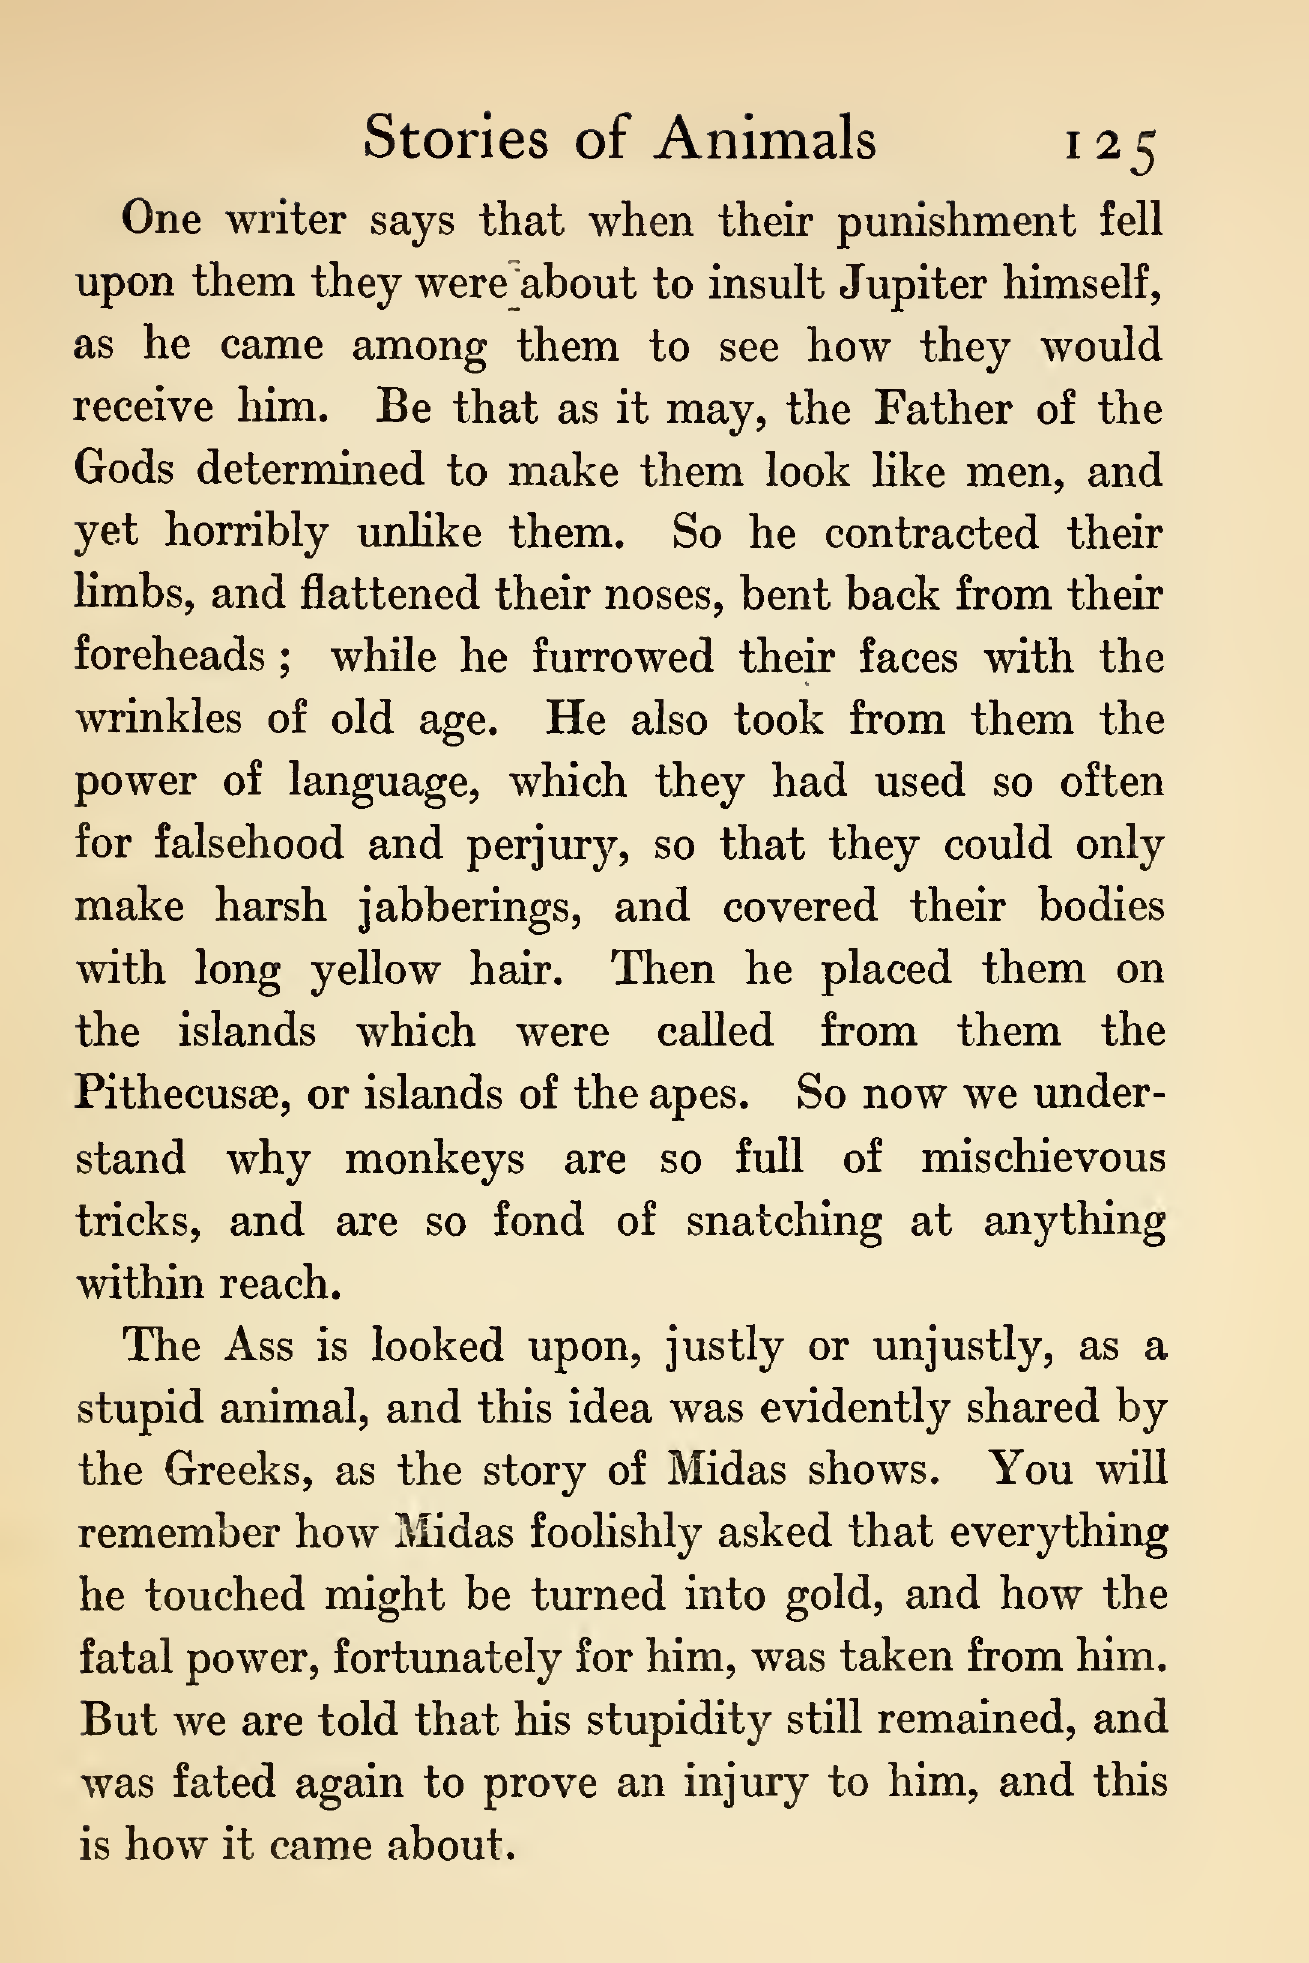 Stories of Animals 125
One writer says that when their punishment fell
upon them they were about to insult Jupiter himself,
as he came among them to see how they would
receive him. Be that as it may, the Father of the
Gods determined to make them look like men, and
yet horribly unlike them. So he contracted their
limbs, and flattened their noses, bent back from their
foreheads ; while he furrowed their faces with the
wrinkles of old age. He also took from them the
power of language, which they had used so often
for falsehood and perjury, so that they could only
make harsh jabberings, and covered their bodies
with long yellow hair. Then he placed them on
the islands which were called from them the
Pithecusæ, or islands of the apes. So now we under-
stand why monkeys are so full of mischievous
tricks, and are so fond of snatching at anything
within reach.
The Ass is looked upon, justly or unjustly, as a
stupid animal, and this idea was evidently shared by
the Greeks, as the story of Midas shows. You will
remember how Midas foolishly asked that everything
he touched might be turned into gold, and how the
fatal power, fortunately for him, was taken from him.
But we are told that his stupidity still remained, and
was fated again to prove an injury to him, and this
is how it came about.